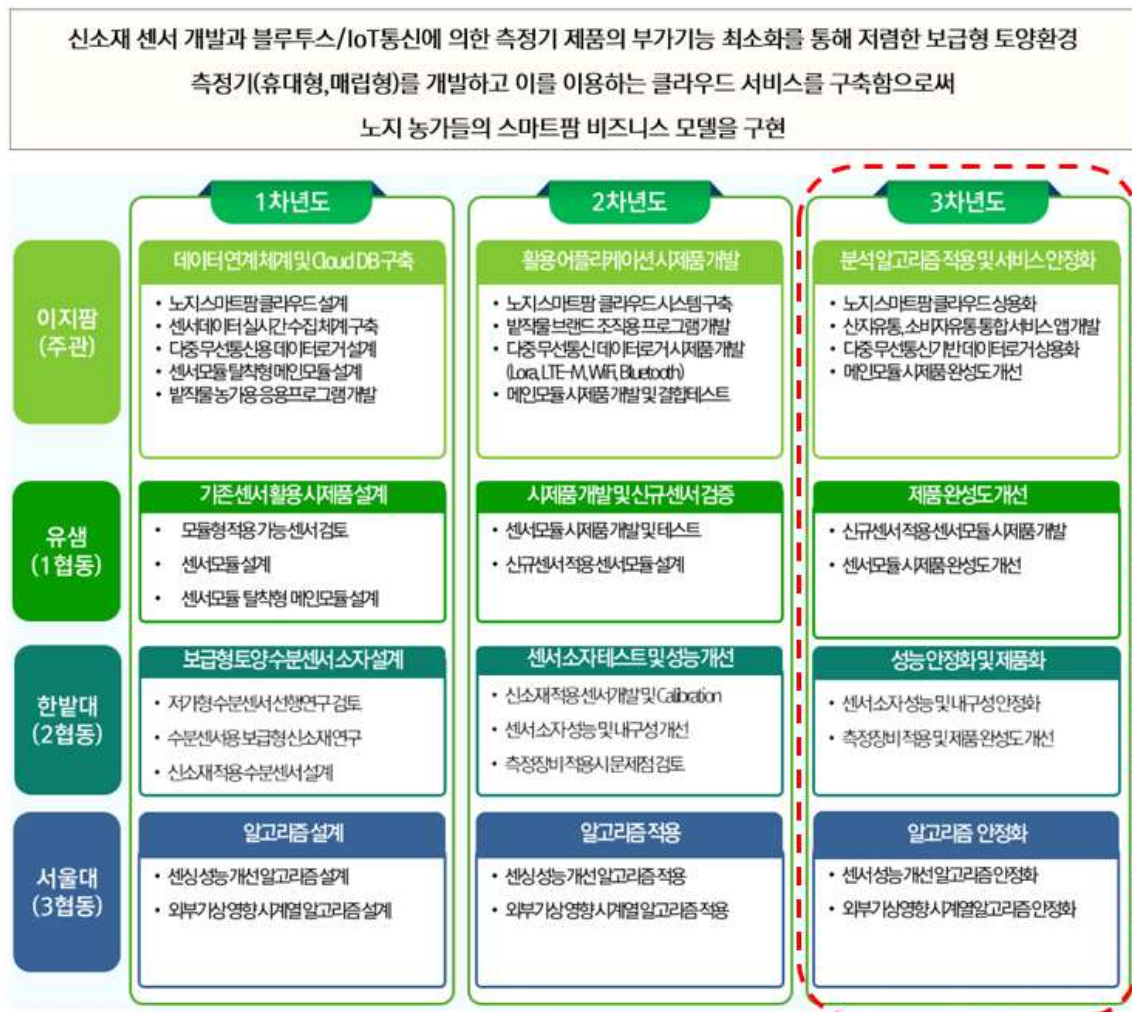 신소재 센서 개발과 블루투스/IoT통신에 의한 측정기 제품의 부가기능 최소화를 통해 저렴한 보급형 토양환경
측정기(휴대형,매립형)를 개발하고 이를 이용하는 클라우드 서비스를 구축함으로써
노지 농가들의 스마트팜 비즈니스 모델을 구현
1차년도
2차년도
3차년도
이지팜
(주관)
데이터 연계 체계 및 Cloud DB 구축
• 노지 스마트팜 클라우드 설계
• 센서데이터 실시간 수집 체계 구축
• 다중 무선통신용 데이터로거 설계
• 센서모듈 탈착형 메인모듈 설계
• 밭작물 농가용 응용프로그램 개발
활용 어플리케이션 시제품 개발
• 노지 스마트팜 클라우드 시스템 구축
• 밭작물 브랜드 조직용 프로그램 개발
• 다중 무선통신 데이터로거 시제품 개발
(Lora, LTE-M, WiFi, Bluetooth)
• 메인모듈 시제품 개발 및 결합테스트
분석 알고리즘 적용 및 서비스 안정화
• 노지 스마트팜 클라우드 상용화
• 산지유통, 소비자유통 통합 서비스 앱 개발
• 다중 무선통신 기반 데이터로거 상용화
• 메인모듈 시제품 완성도 개선
유샘
(1협동)
기존 센서 활용 시제품 설계
• 모듈형 적용 가능 센서 검토
• 센서모듈 설계
• 센서모듈 탈착형 메인모듈 설계
시제품 개발 및 신규 센서 검증
• 센서모듈 시제품 개발 및 테스트
• 신규센서 적용 센서모듈 설계
제품 완성도 개선
• 신규센서 적용 센서모듈 시제품 개발
• 센서모듈 시제품 완성도 개선
한밭대
(2협동)
보급형 토양 수분센서 소자 설계
• 저가형 수분센서 선행연구 검토
• 수분센서용 보급형 신소재 연구
• 신소재 적용 수분센서 설계
센서 소자 테스트 및 성능 개선
• 신소재 적용 센서 개발 및 Calibration
• 센서 소자 성능 및 내구성 개선
• 측정장비 적용시 문제점 검토
성능 안정화 및 제품화
• 센서 소자 성능 및 내구성 안정화
• 측정장비 적용 및 제품 완성도 개선
서울대
(3협동)
알고리즘 설계
• 센싱 성능 개선 알고리즘 설계
• 외부기상 영향 시계열 알고리즘 설계
알고리즘 적용
• 센싱 성능 개선 알고리즘 적용
• 외부기상 영향 시계열 알고리즘 적용
알고리즘 안정화
• 센서 성능 개선 알고리즘 안정화
• 외부기상영향 시계열알고리즘 안정화